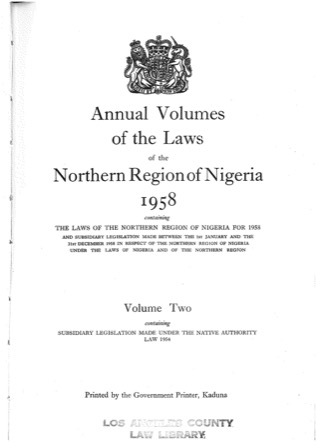 Annual Volumes
of the Laws
of the
Northern Region of Nigeria
1958
containing
THE LAWS OF THE NORTHERN REGION OF NIGERIA FOR 1958
AND SUBSIDIARY LEGISLATION MADE BETWEEN THE 1st JANUARY AND THE
31st DECEMBER 1958 IN RESPECT OF THE NORTHERN REGION OF NIGERIA
UNDER THE LAWS OF NIGERIA AND OF THE NORTHERN REGION
Volume Two
containing
SUBSIDIARY LEGISLATION MADE UNDER THE NATIVE AUTHORITY
LAW 1954
Printed by the Government Printer, Kaduna
LOS ANGELES COUNTY
LAW LIBRARY